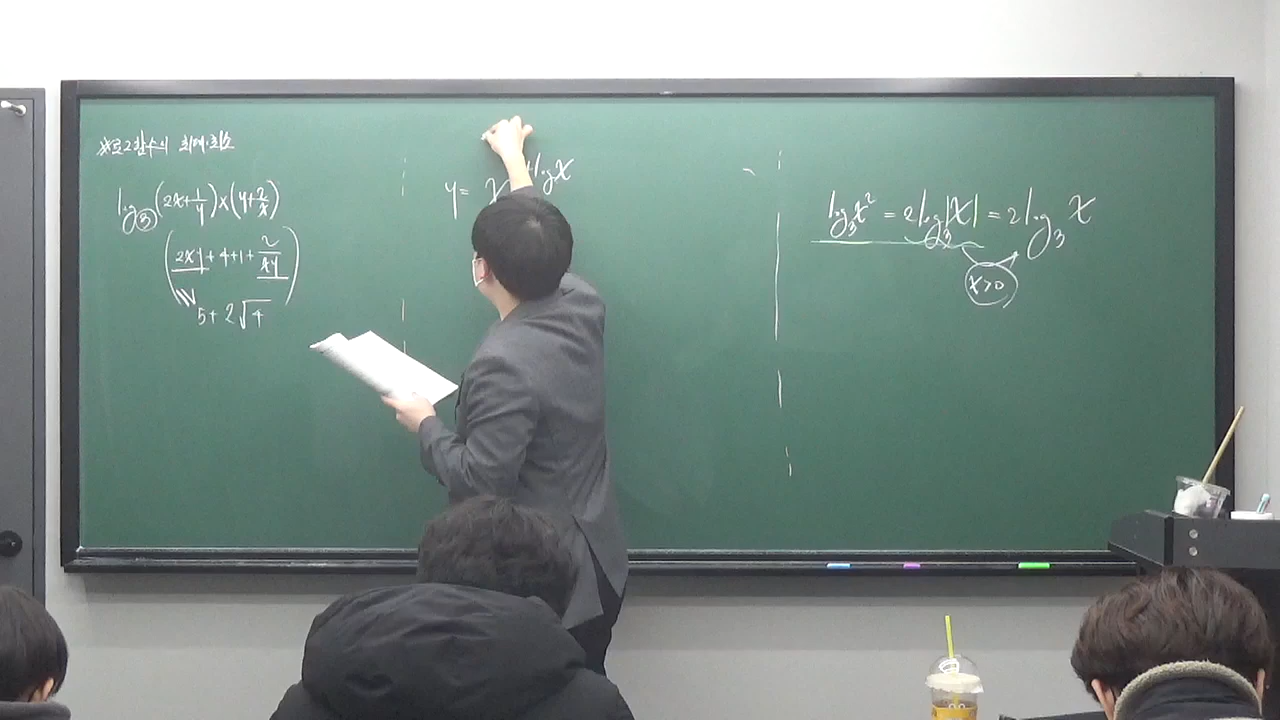 ※로그함수의 최대·최소
log₃(2x+1/y)×(y+2/x)
(2xy+4+1+2/xy)
5+2√4
y= x log x
log₃x² = 2log₃|x| = 2log₃x
x>0